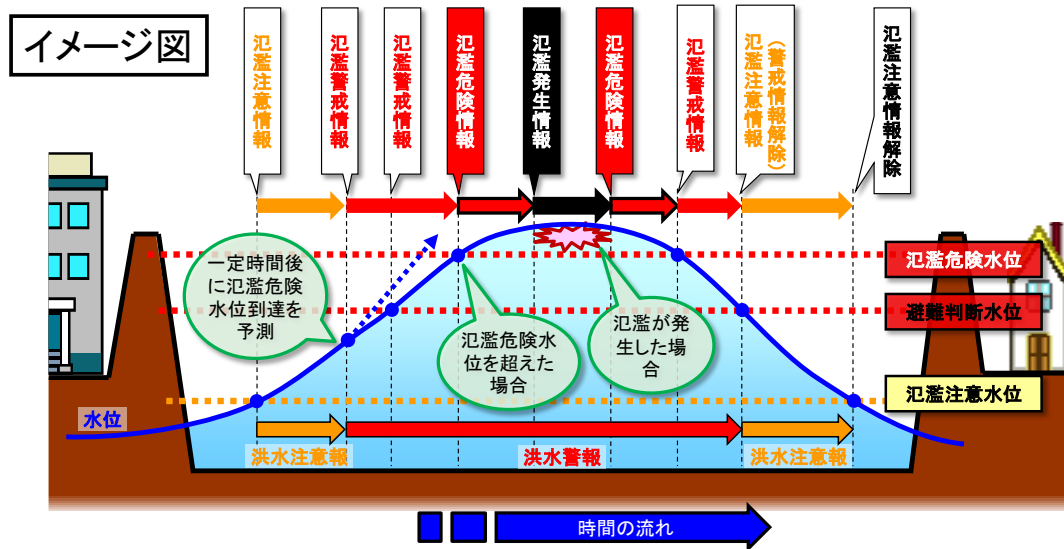 イメージ図
氾濫注意情報
氾濫警戒情報
氾濫警戒情報
氾濫危険情報
氾濫発生情報
氾濫危険情報
氾濫警戒情報
（警戒情報解除）
氾濫注意情報
氾濫注意情報解除
一定時間後
に氾濫危険
水位到達を
予測
氾濫危険水
位を超えた
場合
氾濫が発
生した場
合
氾濫危険水位
避難判断水位
氾濫注意水位
水位
洪水注意報
洪水警報
洪水注意報
時間の流れ